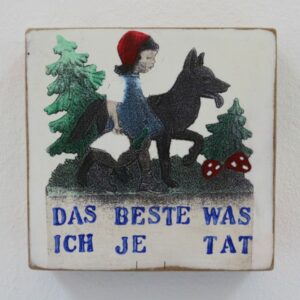 DAS BESTE WAS
ICH JE TAT